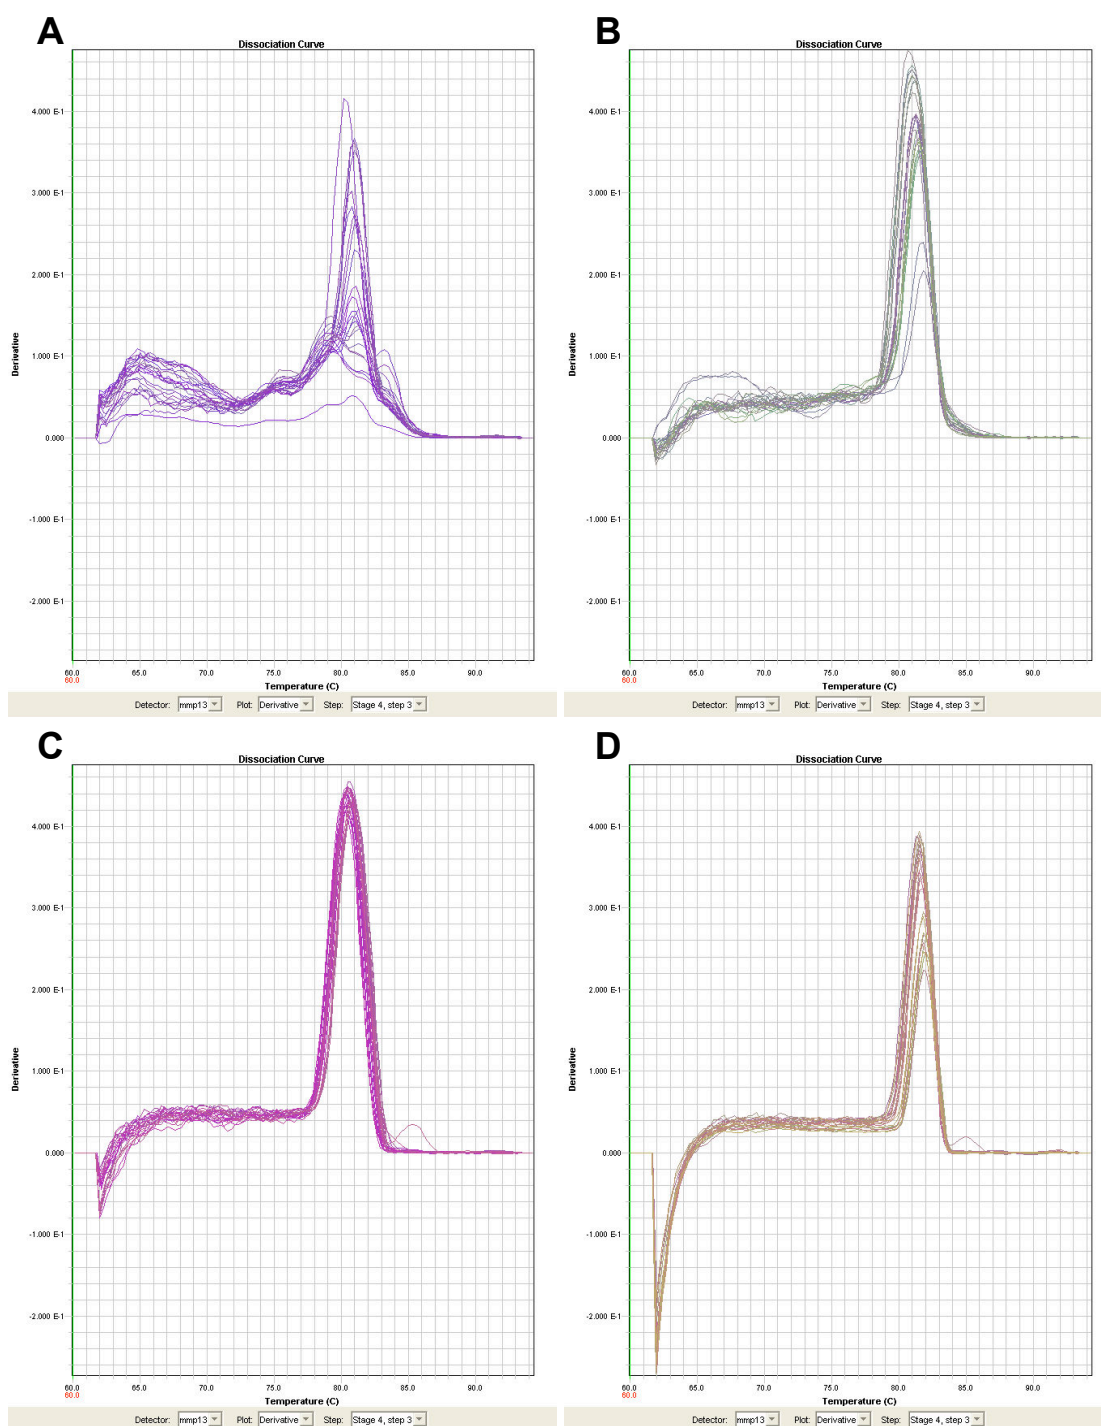 A
Dissociation Curve
4.000 E-1
3.000 E-1
2.000 E-1
1.000 E-1
0.000
-1.000 E-1
-2.000 E-1
Derivative
60.0 65.0 70.0 75.0 80.0 85.0 90.0
60.0
Temperature (C)
Detector: mmp13 Plot: Derivative Step: Stage 4, step 3
B
Dissociation Curve
4.000 E-1
3.000 E-1
2.000 E-1
1.000 E-1
0.000
-1.000 E-1
-2.000 E-1
Derivative
60.0 65.0 70.0 75.0 80.0 85.0 90.0
60.0
Temperature (C)
Detector: mmp13 Plot: Derivative Step: Stage 4, step 3
C
Dissociation Curve
4.000 E-1
3.000 E-1
2.000 E-1
1.000 E-1
0.000
-1.000 E-1
-2.000 E-1
Derivative
60.0 65.0 70.0 75.0 80.0 85.0 90.0
60.0
Temperature (C)
Detector: mmp13 Plot: Derivative Step: Stage 4, step 3
D
Dissociation Curve
4.000 E-1
3.000 E-1
2.000 E-1
1.000 E-1
0.000
-1.000 E-1
-2.000 E-1
Derivative
60.0 65.0 70.0 75.0 80.0 85.0 90.0
60.0
Temperature (C)
Detector: mmp13 Plot: Derivative Step: Stage 4, step 3